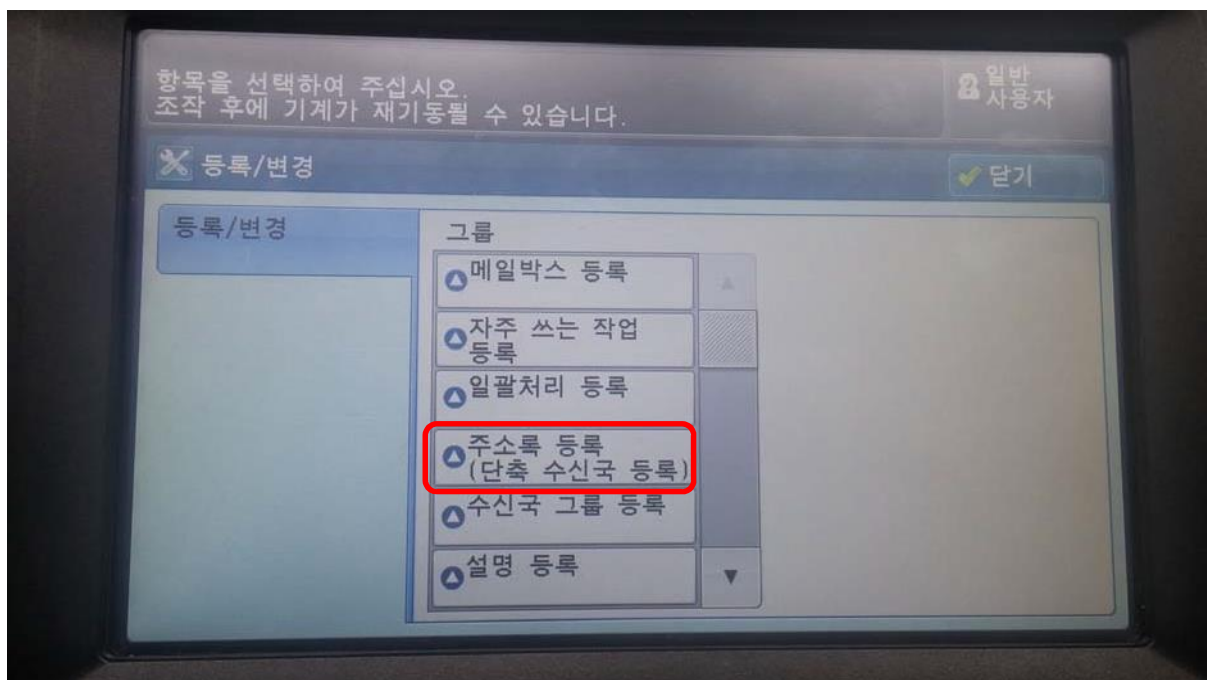 항목을 선택하여 주십시오.
조작 후에 기계가 재기동될 수 있습니다.
일반
사용자
등록/변경
닫기
등록/변경
그룹
메일박스 등록
자주 쓰는 작업
등록
일괄처리 등록
주소록 등록
(단축 수신국 등록)
수신국 그룹 등록
설명 등록